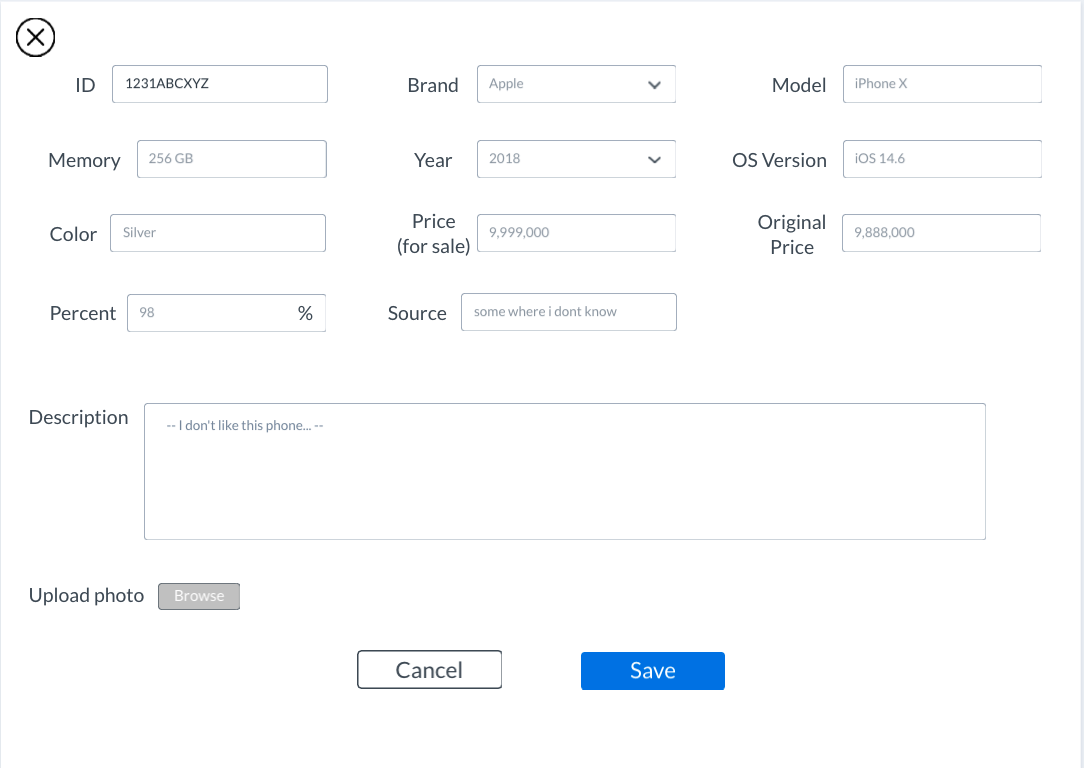 ID 1231ABCXYZ Brand Apple Model iPhone X
Memory 256 GB Year 2018 OS Version iOS 14.6
Color Silver Price (for sale) 9,999,000 Original Price 9,888,000
Percent 98 % Source some where i dont know
Description -- I don't like this phone... --
Upload photo Browse
Cancel Save